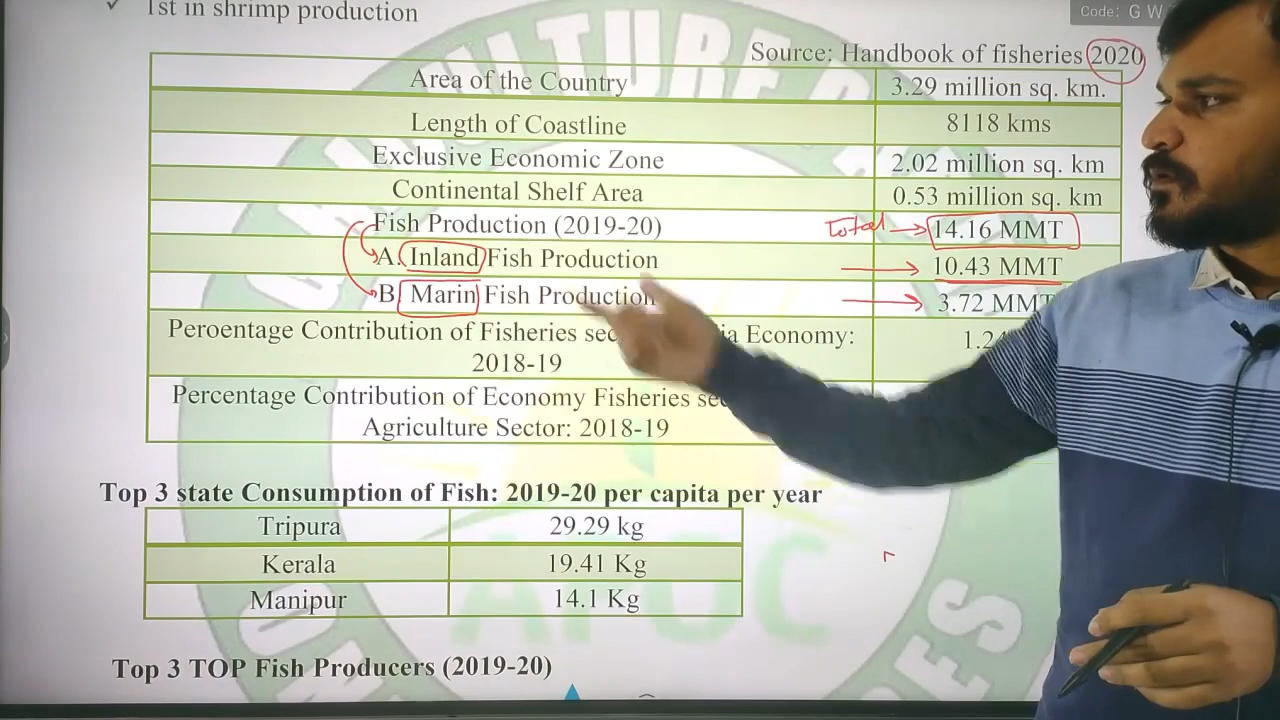 ✓ 1st in shrimp production
Code: G W
Source: Handbook of fisheries 2020
Area of the Country 3.29 million sq. km.
Length of Coastline 8118 kms
Exclusive Economic Zone 2.02 million sq. km
Continental Shelf Area 0.53 million sq. km
Fish Production (2019-20) Total → 14.16 MMT
A. Inland Fish Production → 10.43 MMT
B. Marin Fish Production → 3.72 MMT
Peroentage Contribution of Fisheries Economy: 1.24
2018-19
Percentage Contribution of Economy Fisheries
Agriculture Sector: 2018-19
Top 3 state Consumption of Fish: 2019-20 per capita per year
Tripura 29.29 kg
Kerala 19.41 Kg
Manipur 14.1 Kg
Top 3 TOP Fish Producers (2019-20)